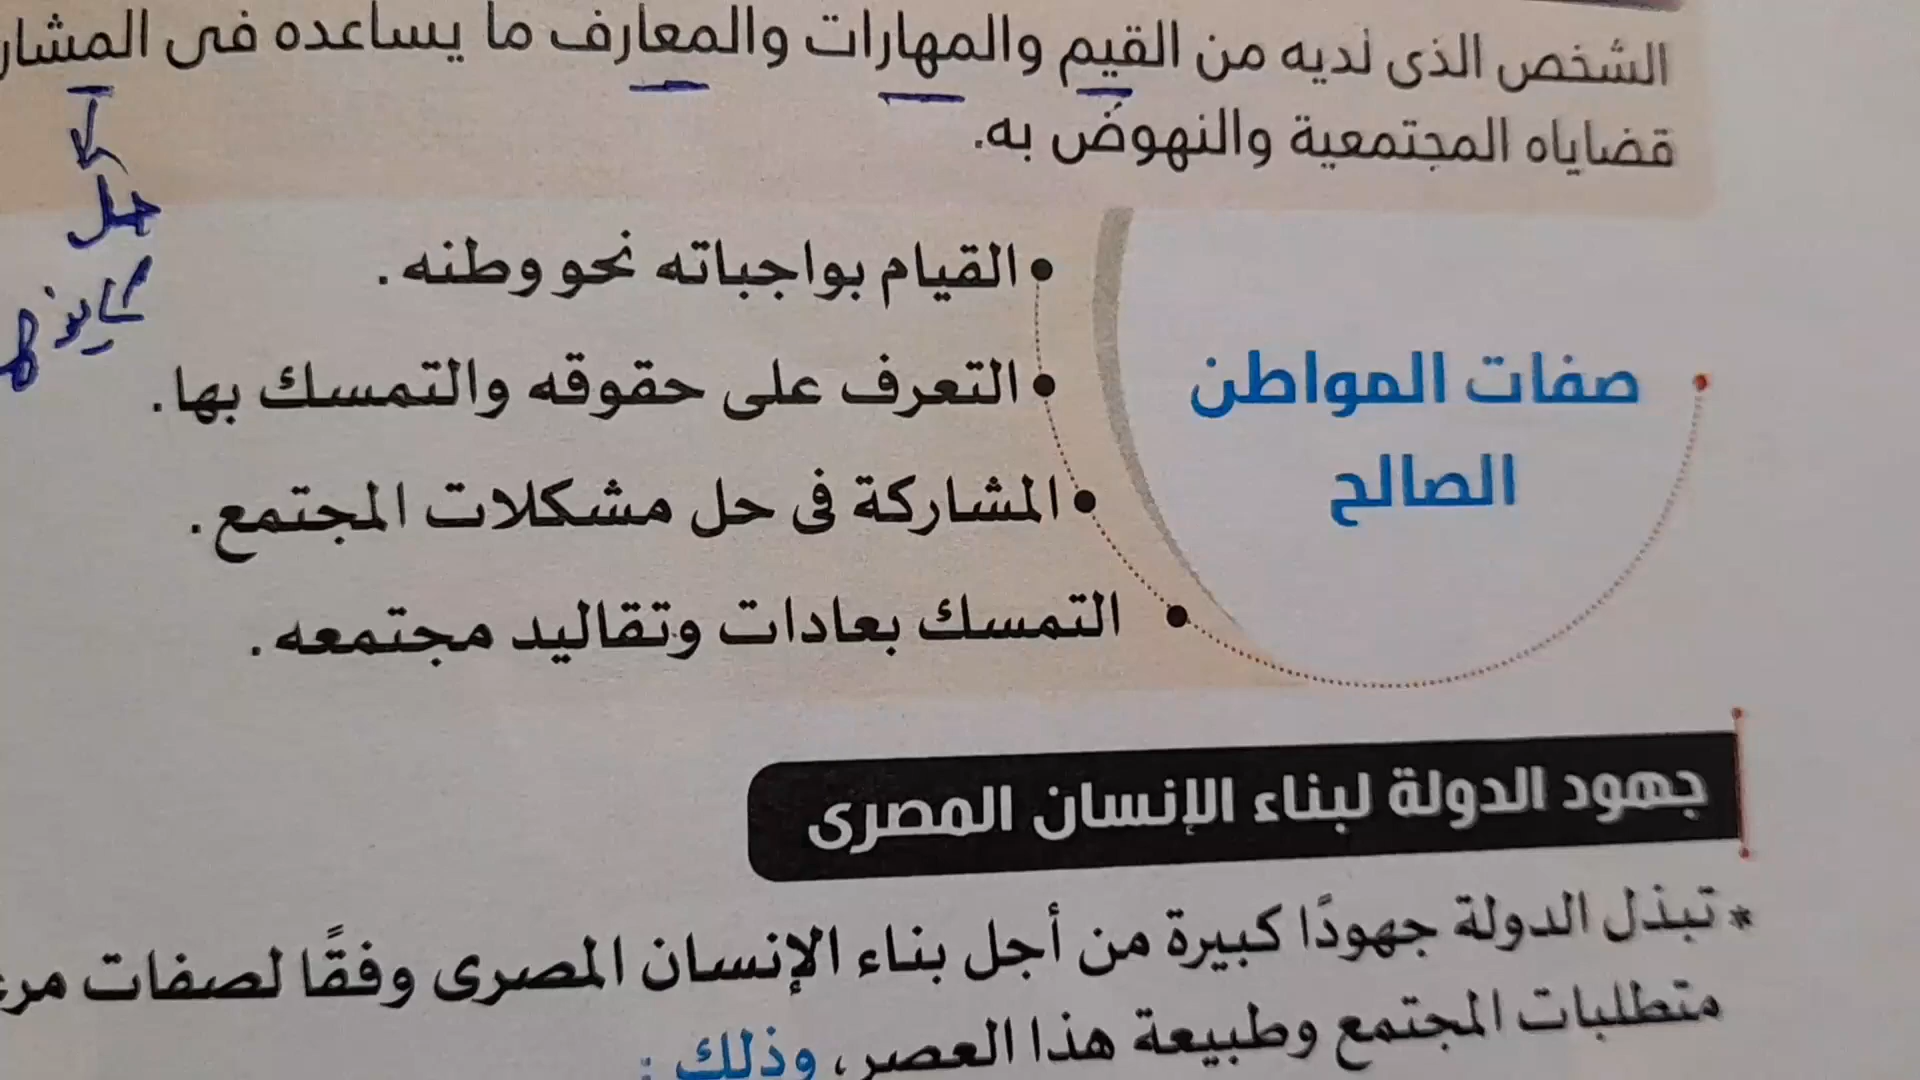 الشخص الذى لديه من القيم والمهارات والمعارف ما يساعده فى
قضاياه المجتمعية والنهوض به.
حل
صفات المواطن
الصالح
• القيام بواجباته نحو وطنه.
• التعرف على حقوقه والتمسك بها.
• المشاركة فى حل مشكلات المجتمع.
• التمسك بعادات وتقاليد مجتمعه.
جهود الدولة لبناء الإنسان المصرى
* تبذل الدولة جهودًا كبيرة من أجل بناء الإنسان المصرى وفقًا لصفات
متطلبات المجتمع وطبيعة هذا العصر، وذلك :